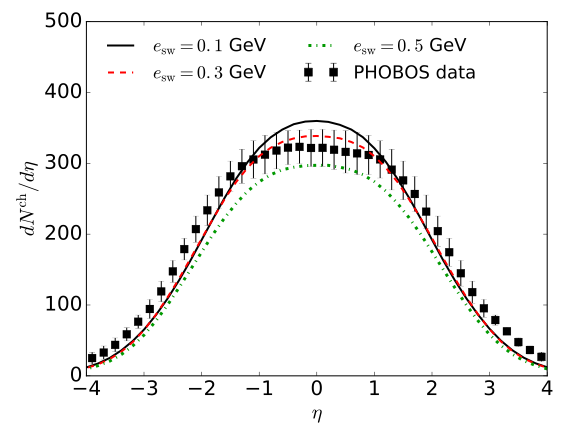 500
400
300
200
100
0
dN^ch/dη
e_sw = 0.1 GeV
e_sw = 0.3 GeV
e_sw = 0.5 GeV
PHOBOS data
−4 −3 −2 −1 0 1 2 3 4
η